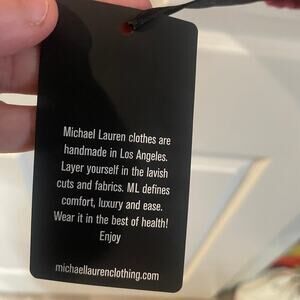 Michael Lauren clothes are
handmade in Los Angeles.
Layer yourself in the lavish
cuts and fabrics. ML defines
comfort, luxury and ease.
Wear it in the best of health!
Enjoy
michaellaurenclothing.com